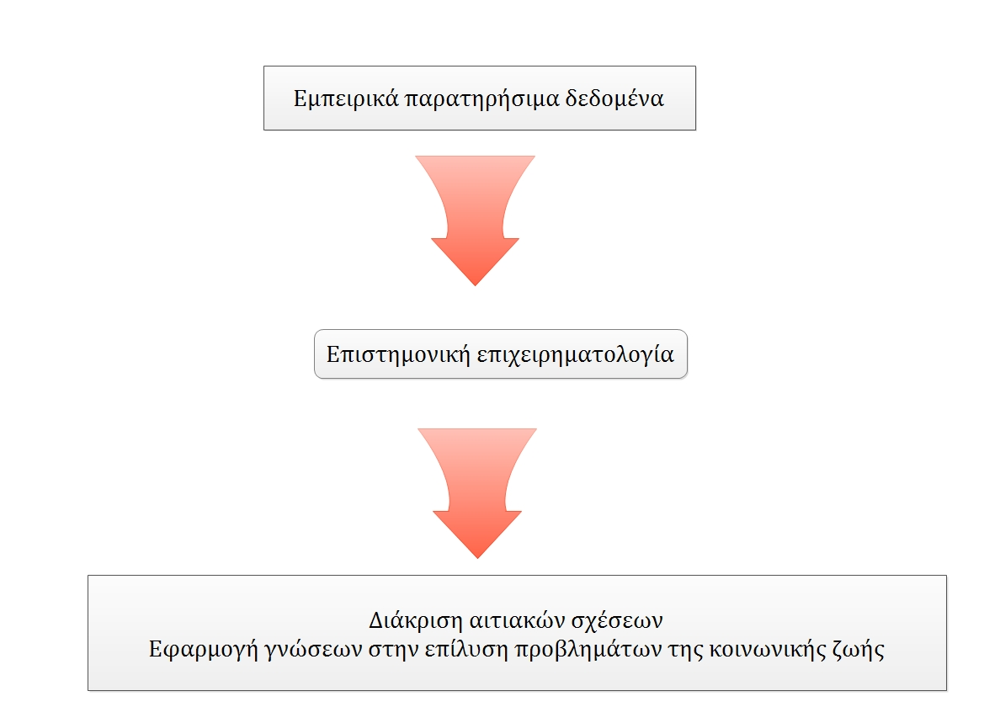 Εμπειρικά παρατηρήσιμα δεδομένα
Επιστημονική επιχειρηματολογία
Διάκριση αιτιακών σχέσεων
Εφαρμογή γνώσεων στην επίλυση προβλημάτων της κοινωνικής ζωής